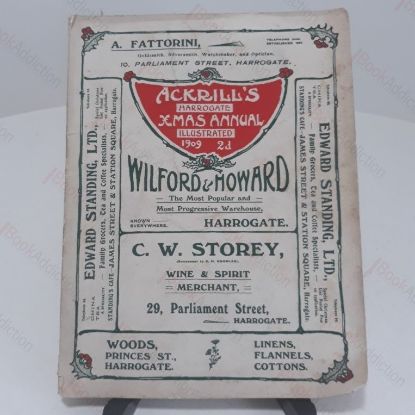 A. FATTORINI,
Goldsmith, Silversmith, Watchmaker, and Optician.
10, PARLIAMENT STREET, HARROGATE.
ACKRILL'S
HARROGATE
XMAS ANNUAL
ILLUSTRATED
1909 2d
WILFORD & HOWARD
The Most Popular and
Most Progressive Warehouse,
KNOWN EVERYWHERE.
HARROGATE.
C. W. STOREY,
WINE & SPIRIT
MERCHANT,
29, Parliament Street,
HARROGATE.
WOODS,
PRINCES ST.,
HARROGATE.
LINENS,
FLANNELS,
COTTONS.
EDWARD STANDING, LTD.,
Family Grocers, Tea and Coffee Specialists,
STANDING'S CAFÉ, JAMES STREET & STATION SQUARE, Harrogate.
EDWARD STANDING, LTD.,
Family Grocers, Tea and Coffee Specialists,
STANDING'S CAFÉ, JAMES STREET & STATION SQUARE, Harrogate.